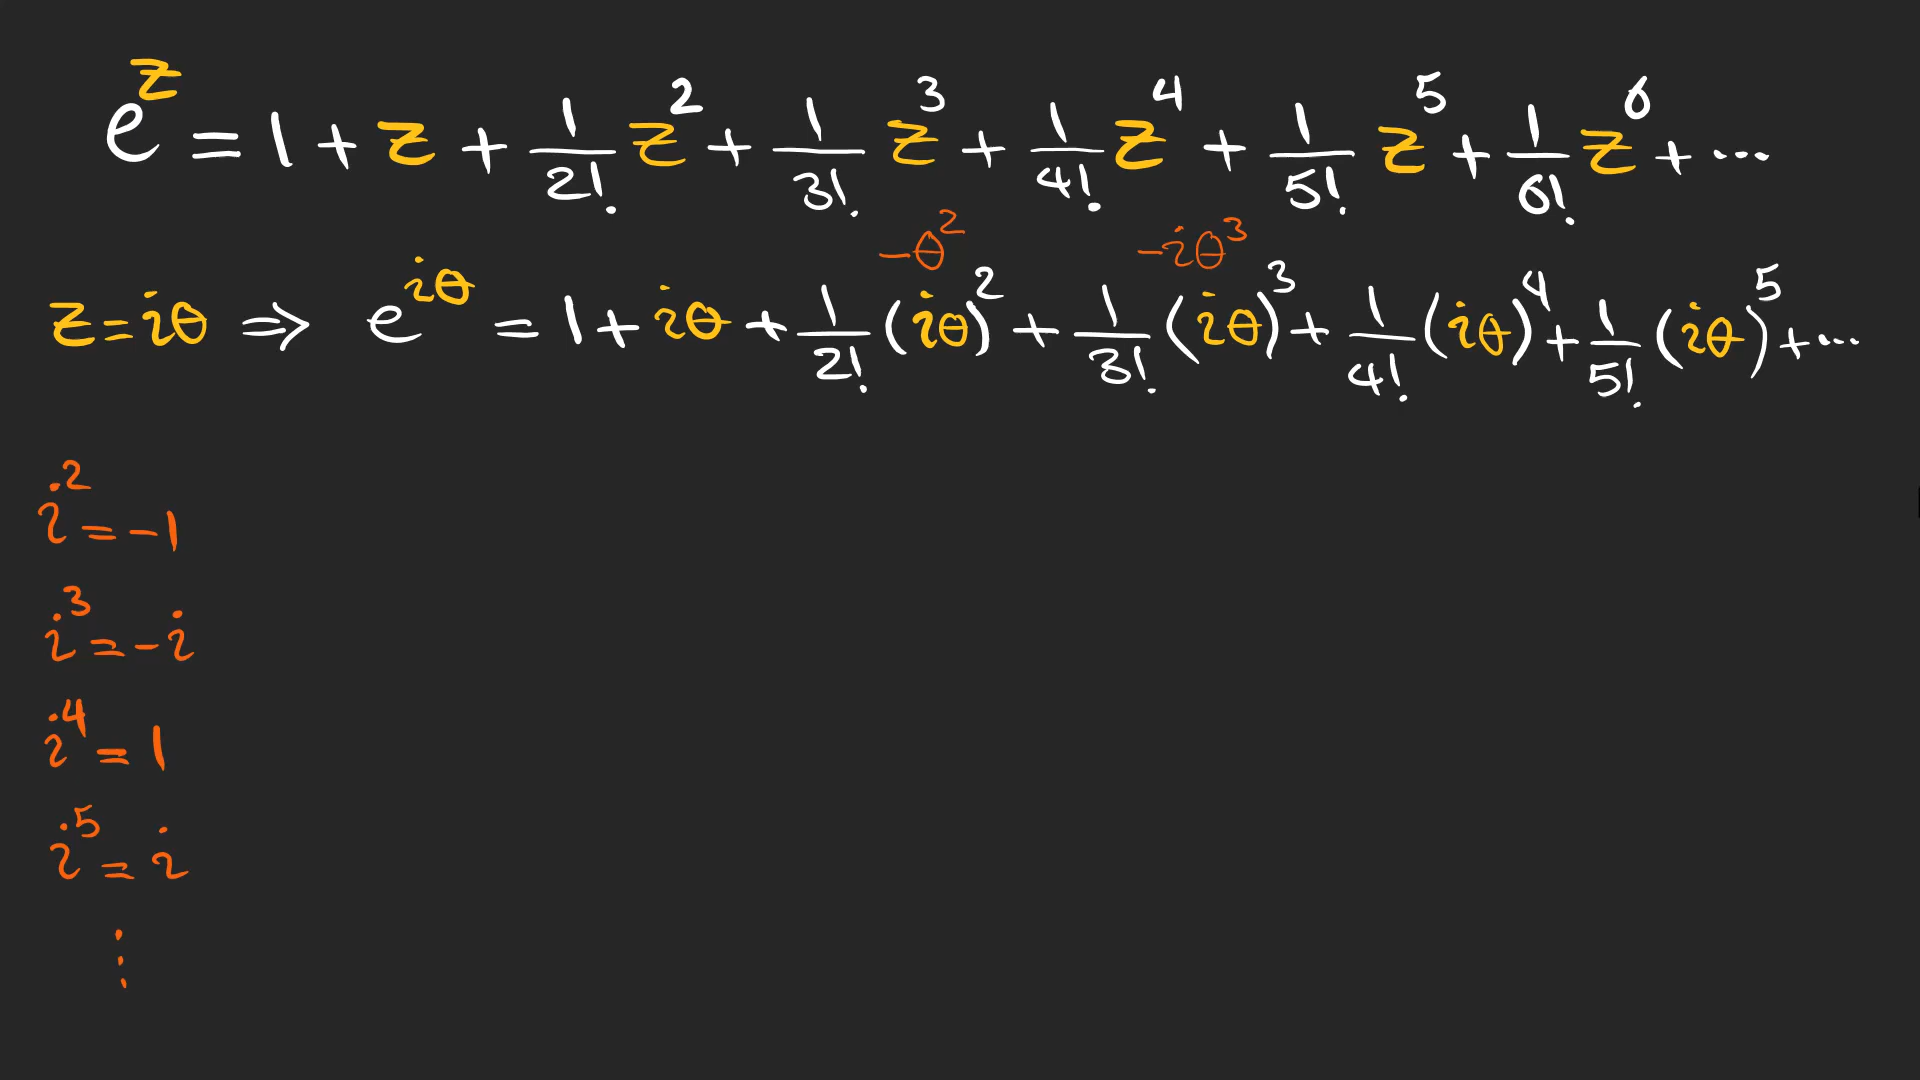 e^z = 1 + z + 1/2! z^2 + 1/3! z^3 + 1/4! z^4 + 1/5! z^5 + 1/6! z^6 + ...
-θ^2 -iθ^3
z = iθ ⇒ e^{iθ} = 1 + iθ + 1/2! (iθ)^2 + 1/3! (iθ)^3 + 1/4! (iθ)^4 + 1/5! (iθ)^5 + ...
i^2 = -1
i^3 = -i
i^4 = 1
i^5 = i
⋮